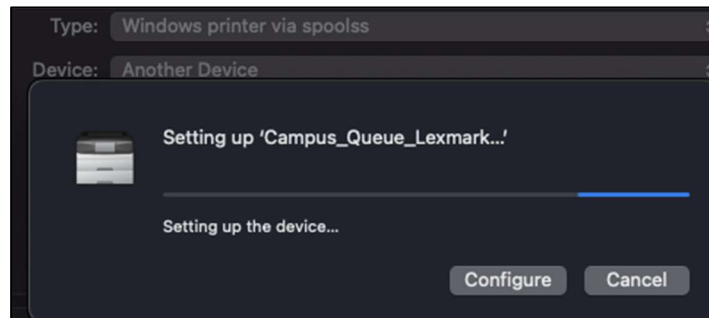 Type: Windows printer via spoolss
Device: Another Device
Setting up ‘Campus_Queue_Lexmark...’
Setting up the device...
Configure Cancel